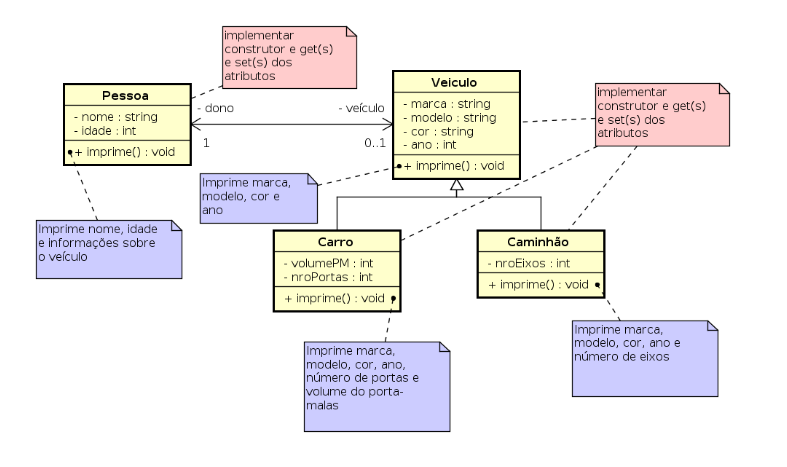 implementar
construtor e get(s)
e set(s) dos
atributos
Pessoa
- nome : string
- idade : int
+ imprime() : void
- dono
1
- veículo
0..1
Veiculo
- marca : string
- modelo : string
- cor : string
- ano : int
+ imprime() : void
implementar
construtor e get(s)
e set(s) dos
atributos
Imprime marca,
modelo, cor e
ano
Imprime nome, idade
e informações sobre
o veículo
Carro
- volumePM : int
- nroPortas : int
+ imprime() : void
Caminhão
- nroEixos : int
+ imprime() : void
Imprime marca,
modelo, cor, ano,
número de portas e
volume do porta-
malas
Imprime marca,
modelo, cor, ano e
número de eixos